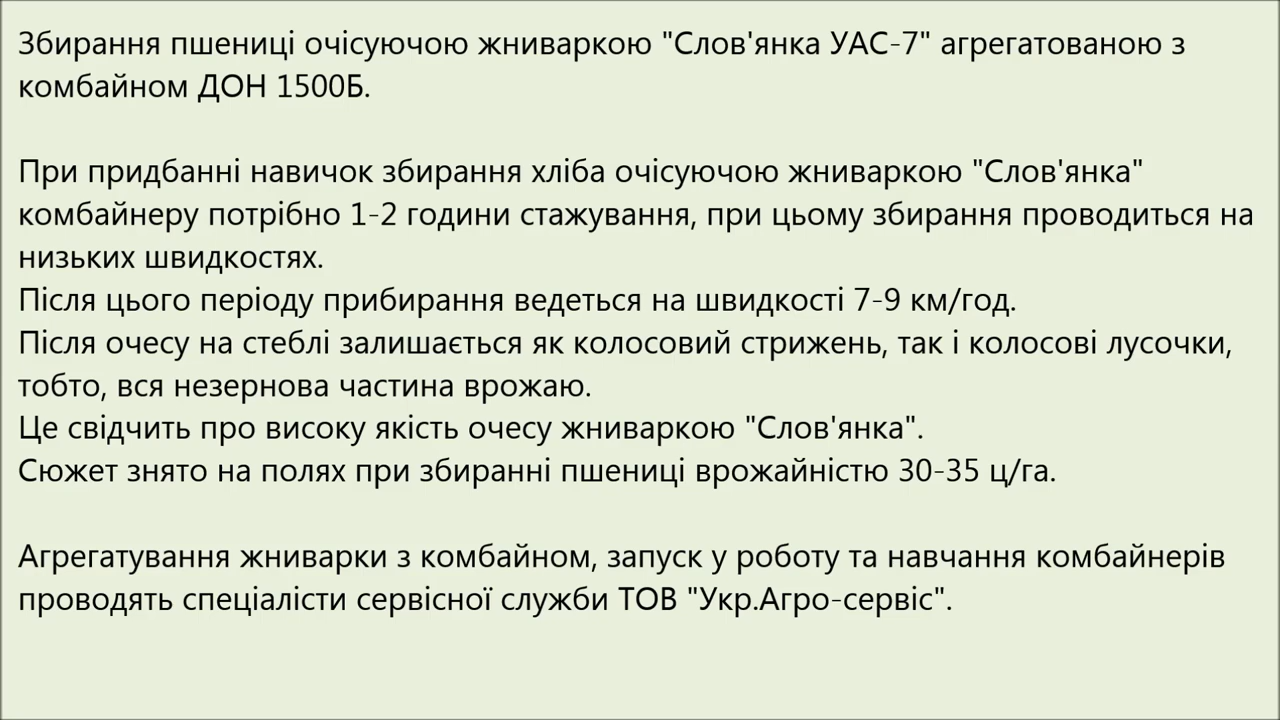 Збирання пшениці очісуючою жниваркою "Слов'янка УАС-7" агрегатованою з
комбайном ДОН 1500Б.
При придбанні навичок збирання хліба очісуючою жниваркою "Слов'янка"
комбайнеру потрібно 1-2 години стажування, при цьому збирання проводиться на
низьких швидкостях.
Після цього періоду прибирання ведеться на швидкості 7-9 км/год.
Після очесу на стеблі залишається як колосовий стрижень, так і колосові лусочки,
тобто, вся незернова частина врожаю.
Це свідчить про високу якість очесу жниваркою "Слов'янка".
Сюжет знято на полях при збиранні пшениці врожайністю 30-35 ц/га.
Агрегатування жниварки з комбайном, запуск у роботу та навчання комбайнерів
проводять спеціалісти сервісної служби ТОВ "Укр.Агро-сервіс".